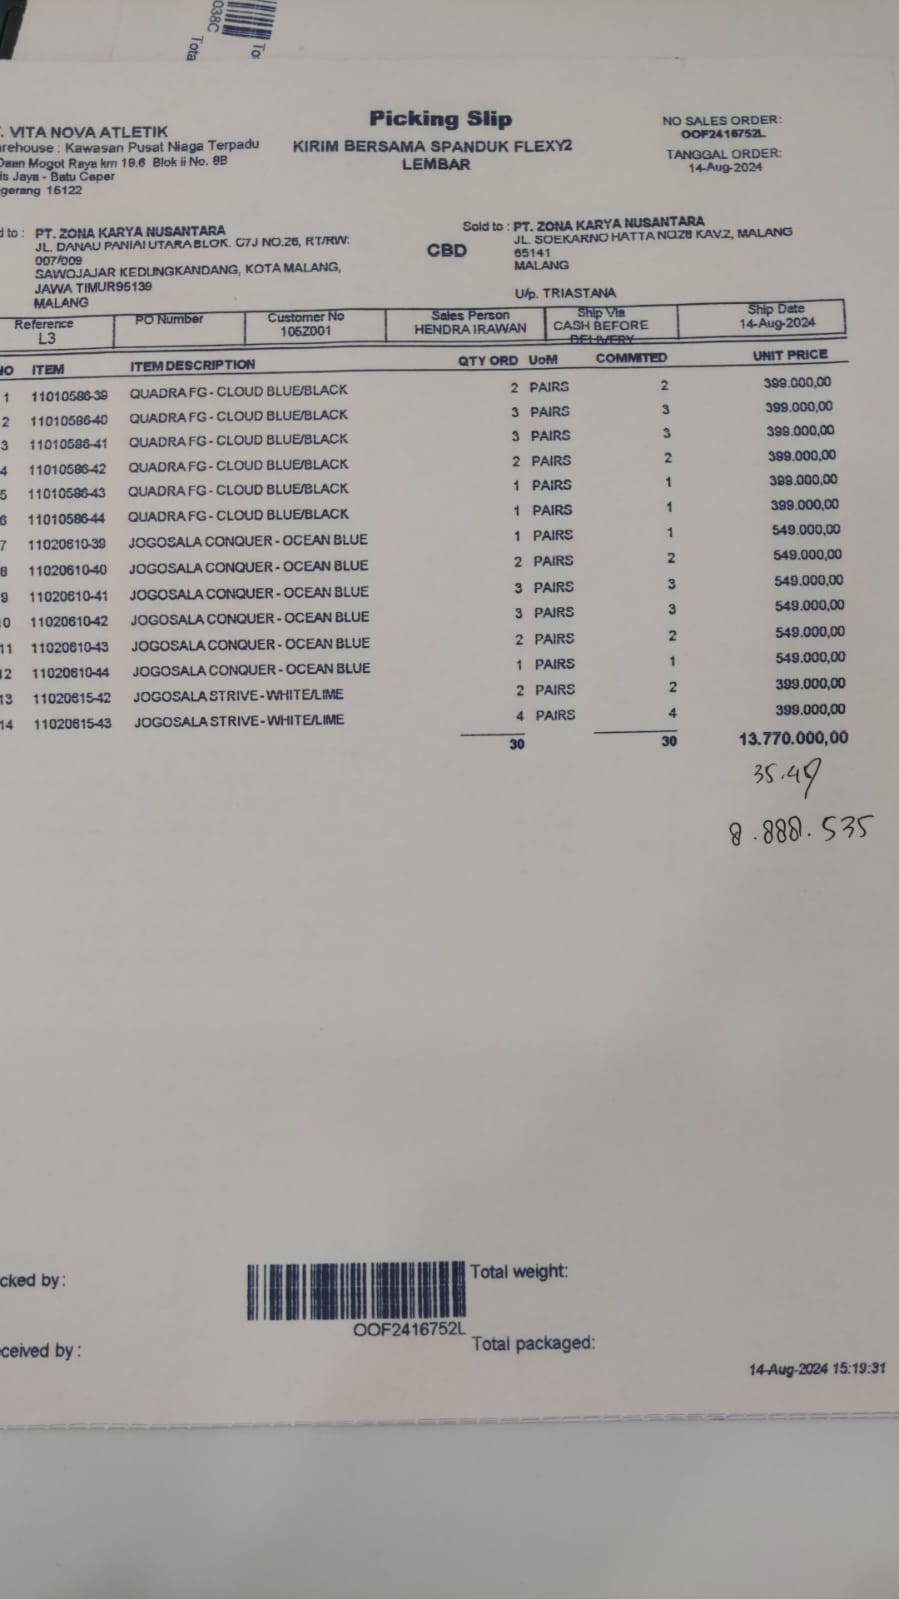 038C
Tota
To
Picking Slip
KIRIM BERSAMA SPANDUK FLEXY2
LEMBAR
VITA NOVA ATLETIK
rehouse : Kawasan Pusat Niaga Terpadu
Daan Mogot Raya km 19.6 Blok ii No. 8B
is Jaya - Batu Ceper
gerang 15122
NO SALES ORDER:
OOF2416752L
TANGGAL ORDER:
14-Aug-2024
d to : PT. ZONA KARYA NUSANTARA
JL. DANAU PANIAI UTARA BLOK. C7J NO.26, RT/RW:
007/009
SAWOJAJAR KEDUNGKANDANG, KOTA MALANG,
JAWA TIMUR95139
MALANG
CBD
Sold to : PT. ZONA KARYA NUSANTARA
JL. SOEKARNO HATTA NO.28 KAV.2, MALANG
65141
MALANG
U/p. TRIASTANA
Reference PO Number Customer No Sales Person Ship Via Ship Date
L3 105Z001 HENDRA IRAWAN CASH BEFORE DELIVERY 14-Aug-2024
NO ITEM ITEM DESCRIPTION QTY ORD UoM COMMITED UNIT PRICE
1 11010586-39 QUADRA FG - CLOUD BLUE/BLACK 2 PAIRS 2 399.000,00
2 11010586-40 QUADRA FG - CLOUD BLUE/BLACK 3 PAIRS 3 399.000,00
3 11010586-41 QUADRA FG - CLOUD BLUE/BLACK 3 PAIRS 3 399.000,00
4 11010586-42 QUADRA FG - CLOUD BLUE/BLACK 2 PAIRS 2 399.000,00
5 11010586-43 QUADRA FG - CLOUD BLUE/BLACK 1 PAIRS 1 399.000,00
6 11010586-44 QUADRA FG - CLOUD BLUE/BLACK 1 PAIRS 1 399.000,00
7 11020610-39 JOGOSALA CONQUER - OCEAN BLUE 1 PAIRS 1 549.000,00
8 11020610-40 JOGOSALA CONQUER - OCEAN BLUE 2 PAIRS 2 549.000,00
9 11020610-41 JOGOSALA CONQUER - OCEAN BLUE 3 PAIRS 3 549.000,00
0 11020610-42 JOGOSALA CONQUER - OCEAN BLUE 3 PAIRS 3 549.000,00
11 11020610-43 JOGOSALA CONQUER - OCEAN BLUE 2 PAIRS 2 549.000,00
12 11020610-44 JOGOSALA CONQUER - OCEAN BLUE 1 PAIRS 1 549.000,00
13 11020615-42 JOGOSALA STRIVE - WHITE/LIME 2 PAIRS 2 399.000,00
14 11020615-43 JOGOSALA STRIVE - WHITE/LIME 4 PAIRS 4 399.000,00
30 30 13.770.000,00
8.888.535
cked by:
Total weight:
OOF2416752L
ceived by:
Total packaged:
14-Aug-2024 15:19:31